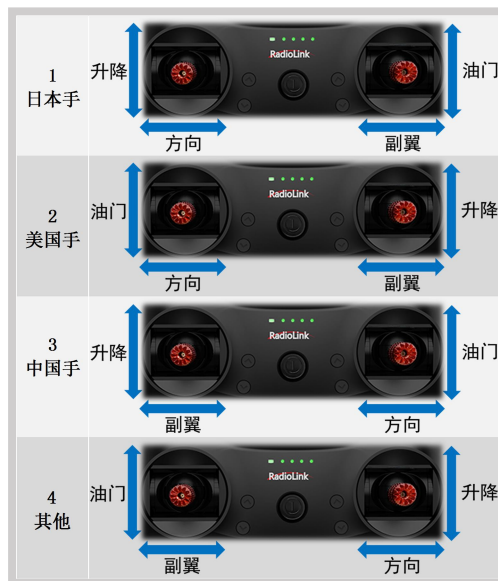 1
日本手
升降
RadioLink
油门
方向
副翼
2
美国手
油门
RadioLink
升降
方向
副翼
3
中国手
升降
RadioLink
油门
副翼
方向
4
其他
油门
RadioLink
升降
副翼
方向